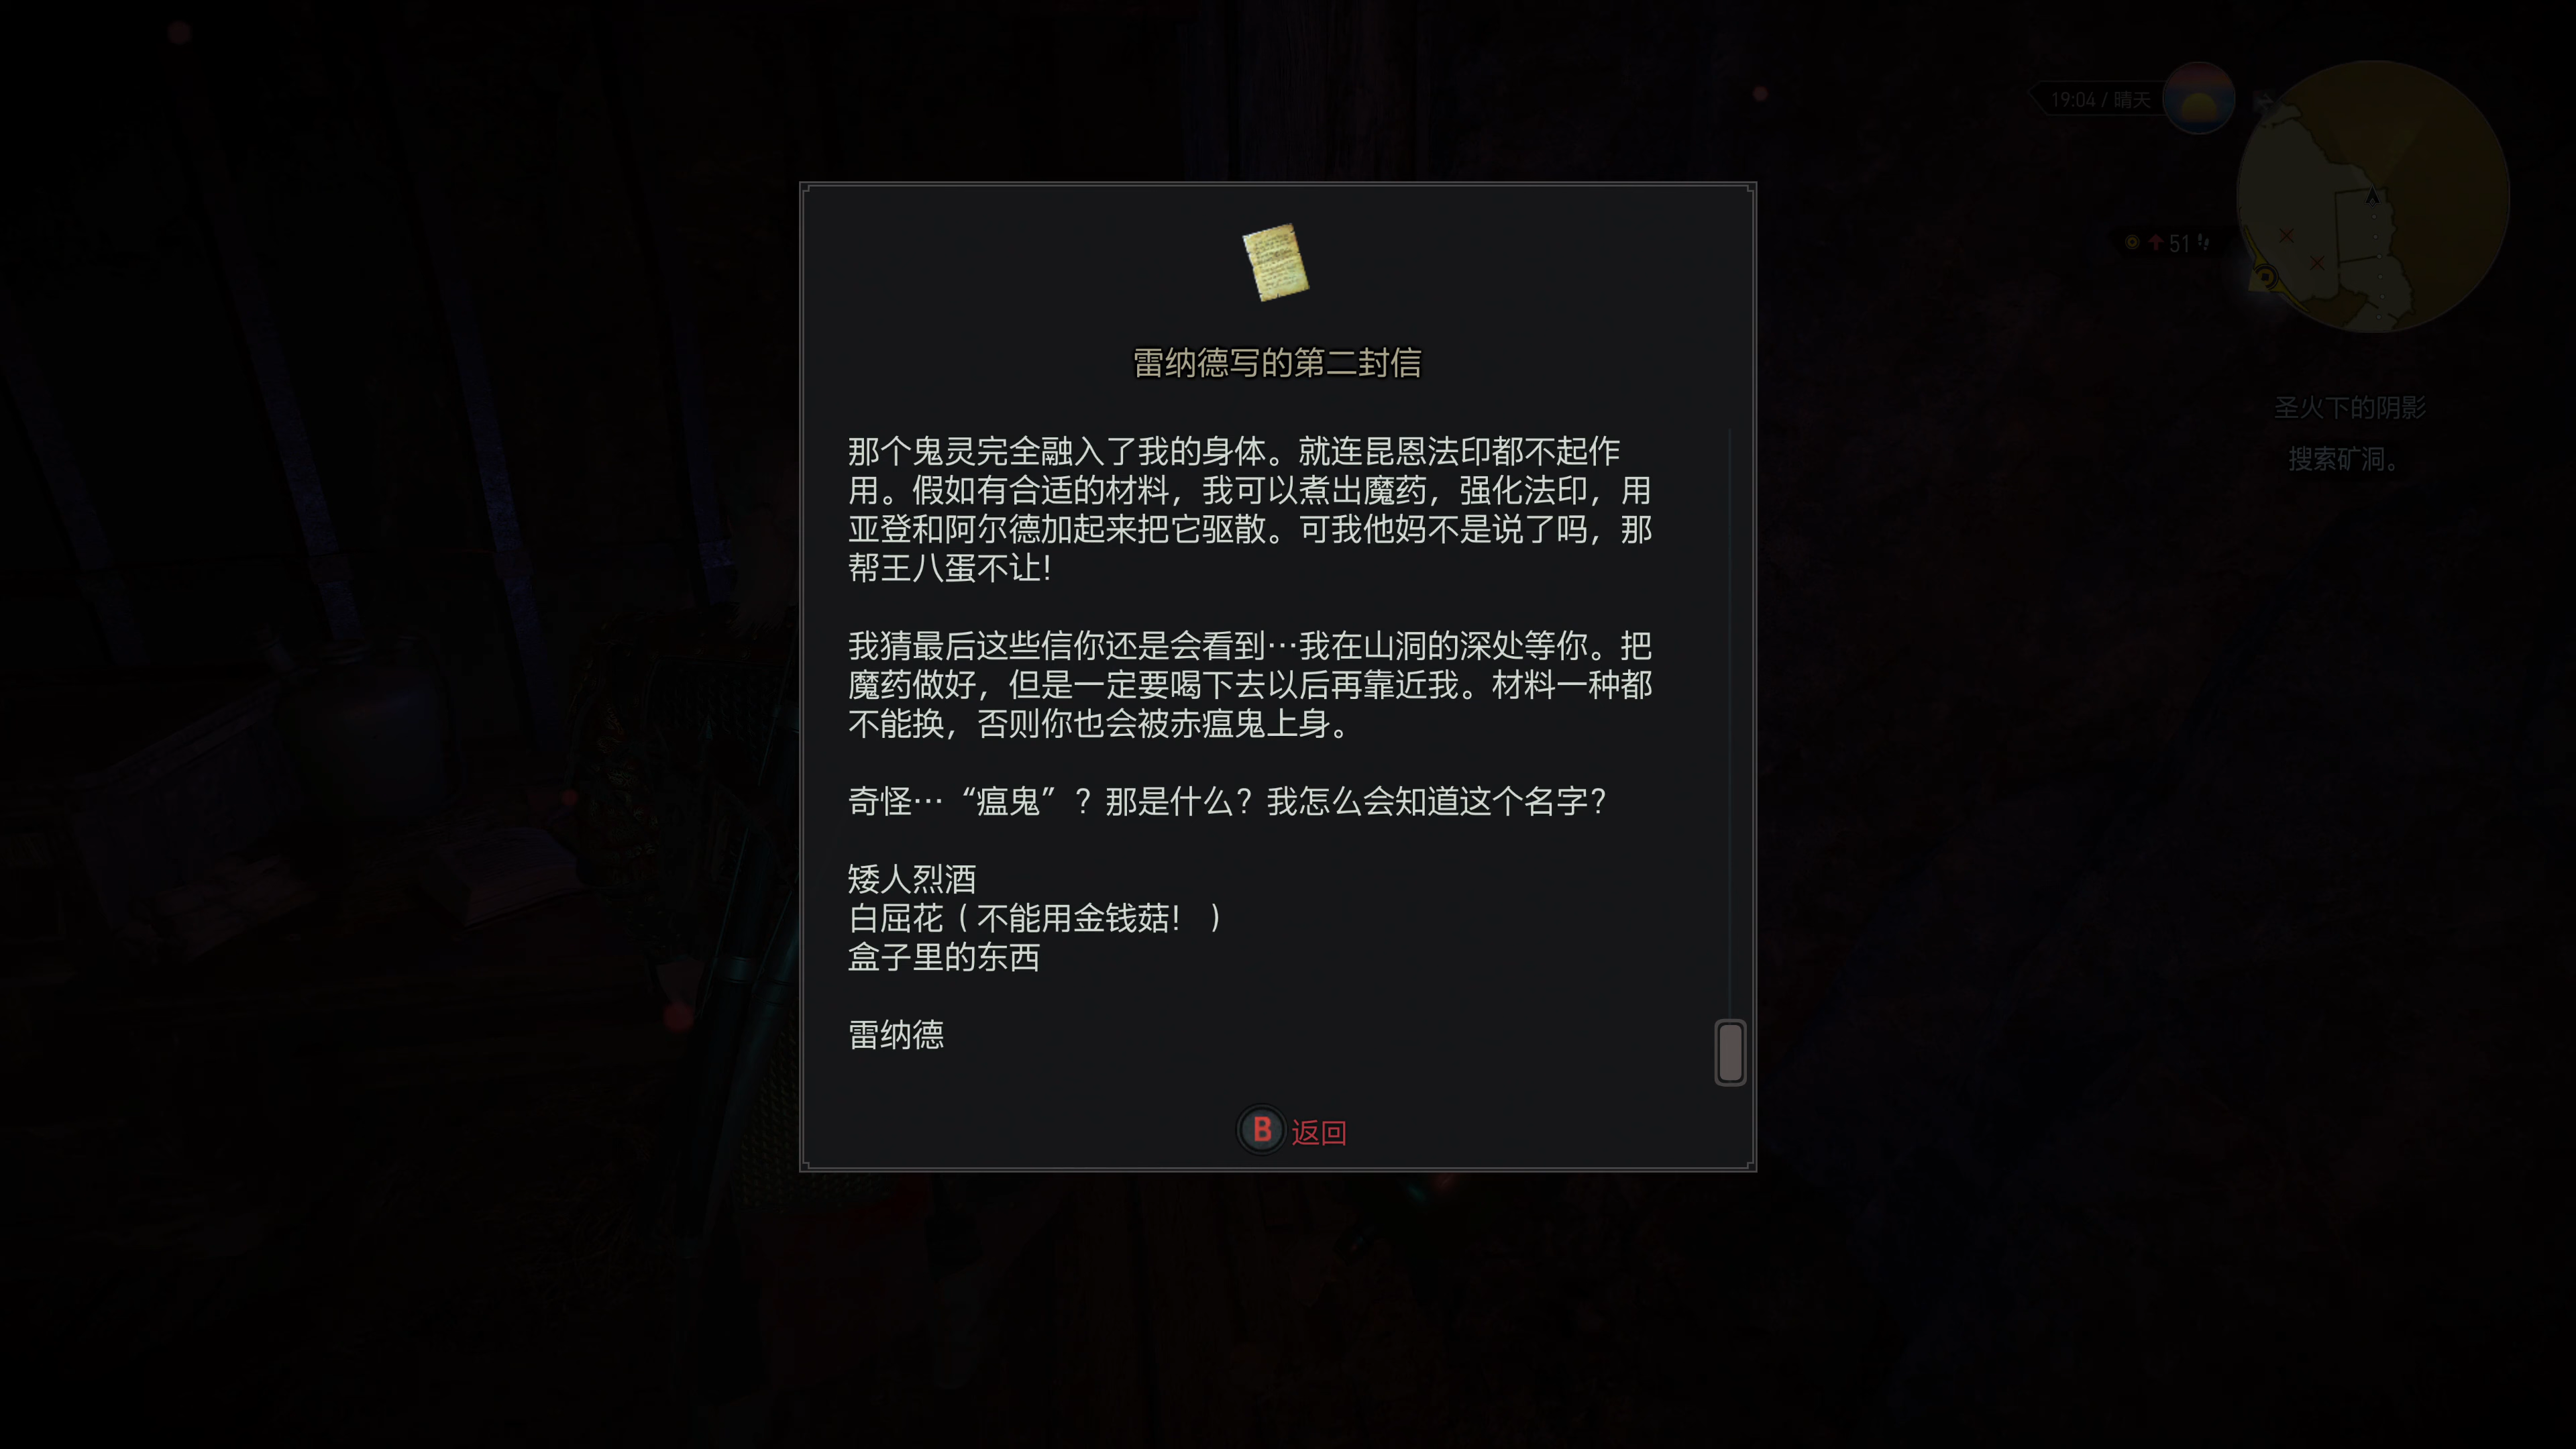 19:04 / 晴天
51
圣火下的阴影
搜索矿洞。
雷纳德写的第二封信
那个鬼灵完全融入了我的身体。就连昆恩法印都不起作
用。假如有合适的材料，我可以煮出魔药，强化法印，用
亚登和阿尔德加起来把它驱散。可我他妈不是说了吗，那
帮王八蛋不让！
我猜最后这些信你还是会看到…我在山洞的深处等你。把
魔药做好，但是一定要喝下去以后再靠近我。材料一种都
不能换，否则你也会被赤瘟鬼上身。
奇怪…“瘟鬼”？那是什么？我怎么会知道这个名字？
矮人烈酒
白屈花（不能用金钱菇！）
盒子里的东西
雷纳德
B 返回